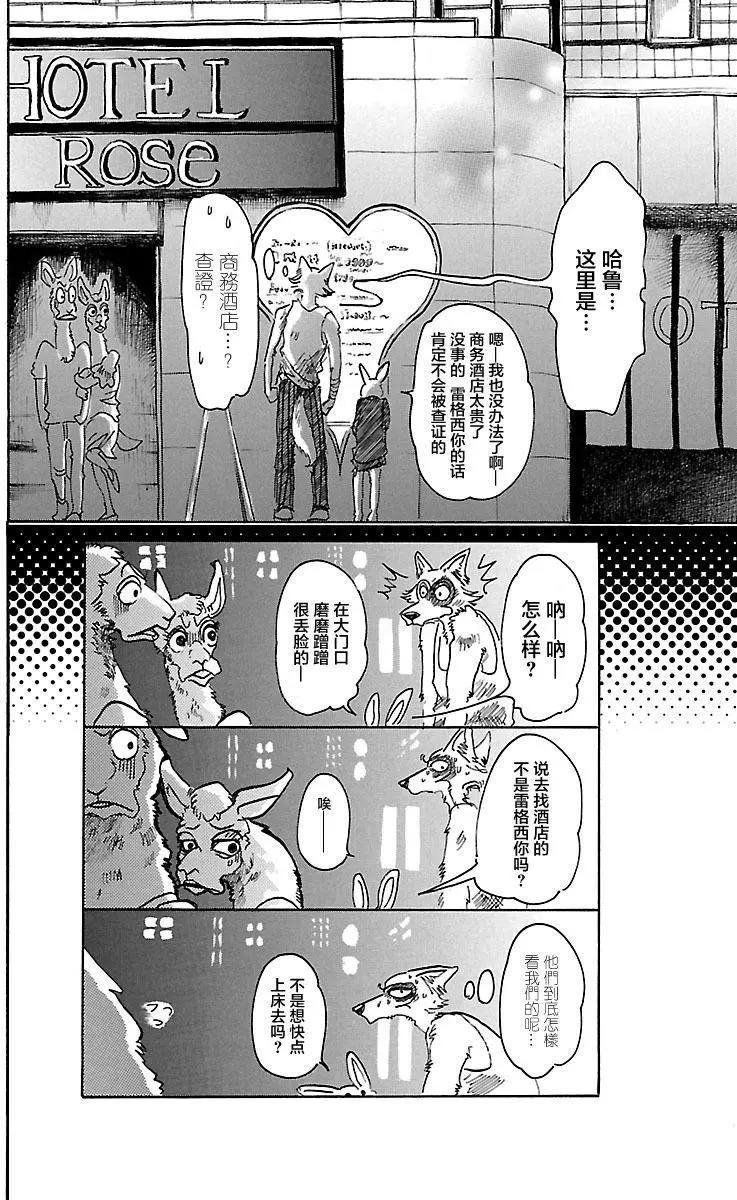 HOTEL
Rose
哈鲁…
这里是…
嗯—我也没办法了啊—
商务酒店太贵了
没事的 雷格西你的话
肯定不会被查证的
商務酒店…?
查證?
吶—吶—
怎么样?
在大门口
磨磨蹭蹭
很丢脸的—
说去找酒店的
不是雷格西你吗?
唉——
他們到底怎樣
看我們的呢…
不是想快点
上床去吗?